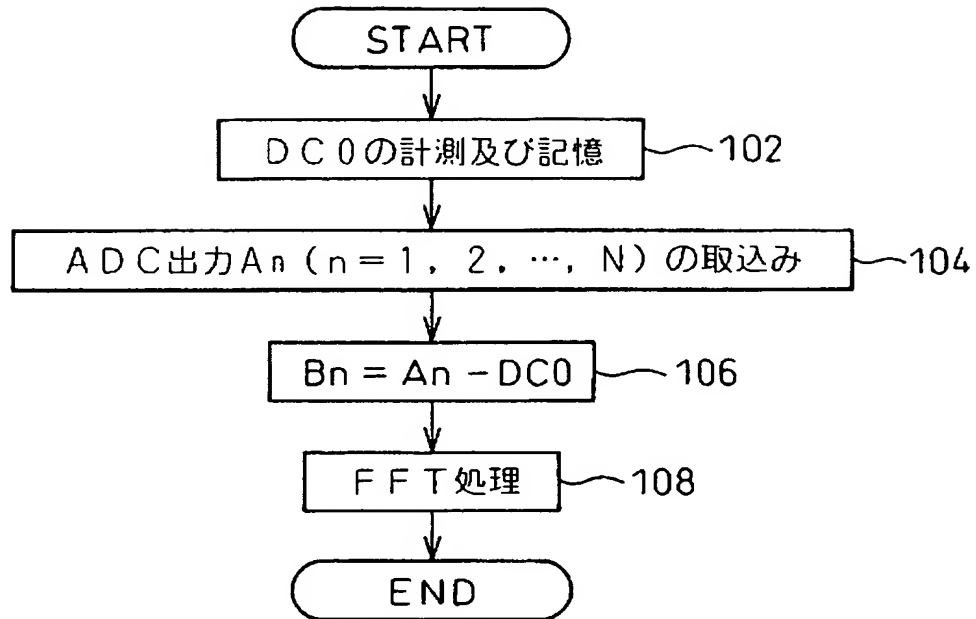 START
DC0の計測及び記憶 102
ADC出力An(n=1, 2, …, N)の取込み 104
Bn = An - DC0 106
FFT処理 108
END